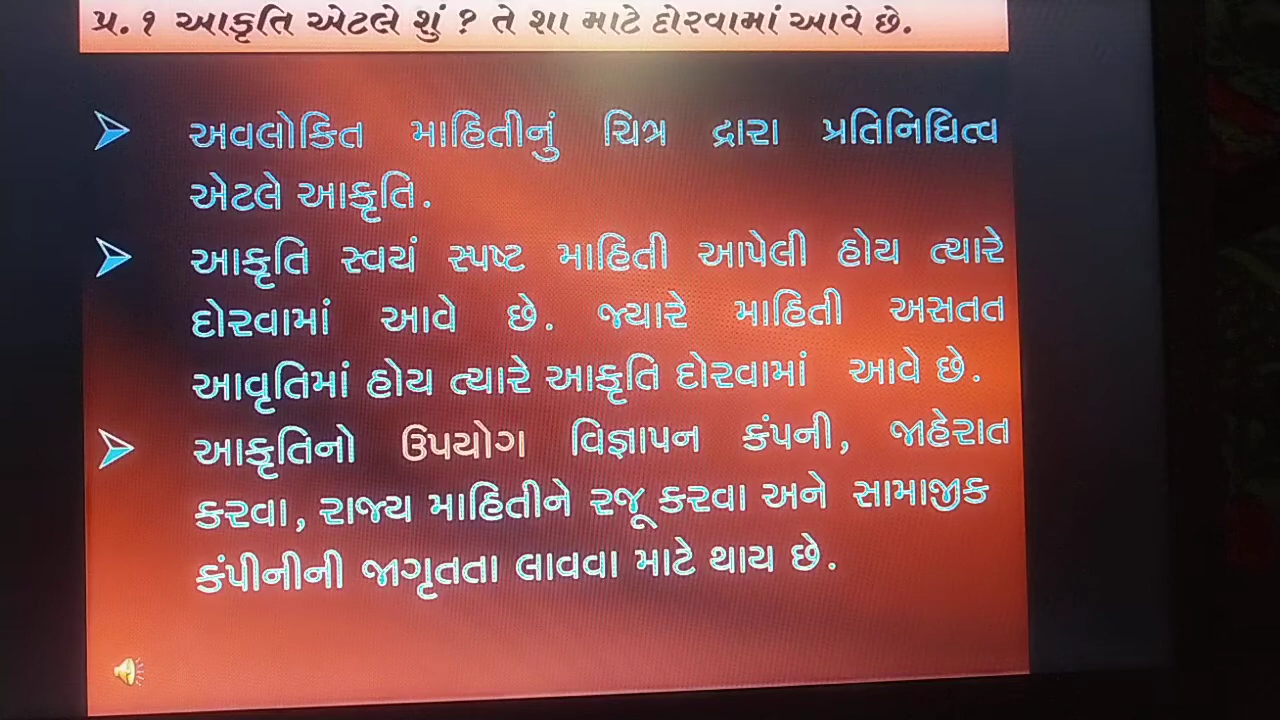 પ્ર. ૧ આકૃતિ એટલે શું ? તે શા માટે દોરવામાં આવે છે.
➢ અવલોકિત માહિતીનું ચિત્ર દ્રારા પ્રતિનિધિત્વ
એટલે આકૃતિ.
➢ આકૃતિ સ્વયં સ્પષ્ટ માહિતી આપેલી હોય ત્યારે
દોરવામાં આવે છે. જ્યારે માહિતી અસતત
આવૃતિમાં હોય ત્યારે આકૃતિ દોરવામાં આવે છે.
➢ આકૃતિનો ઉપયોગ વિજ્ઞાપન કંપની, જાહેરાત
કરવા, રાજ્ય માહિતીને રજૂ કરવા અને સામાજીક
કંપીનીની જાગૃતતા લાવવા માટે થાય છે.